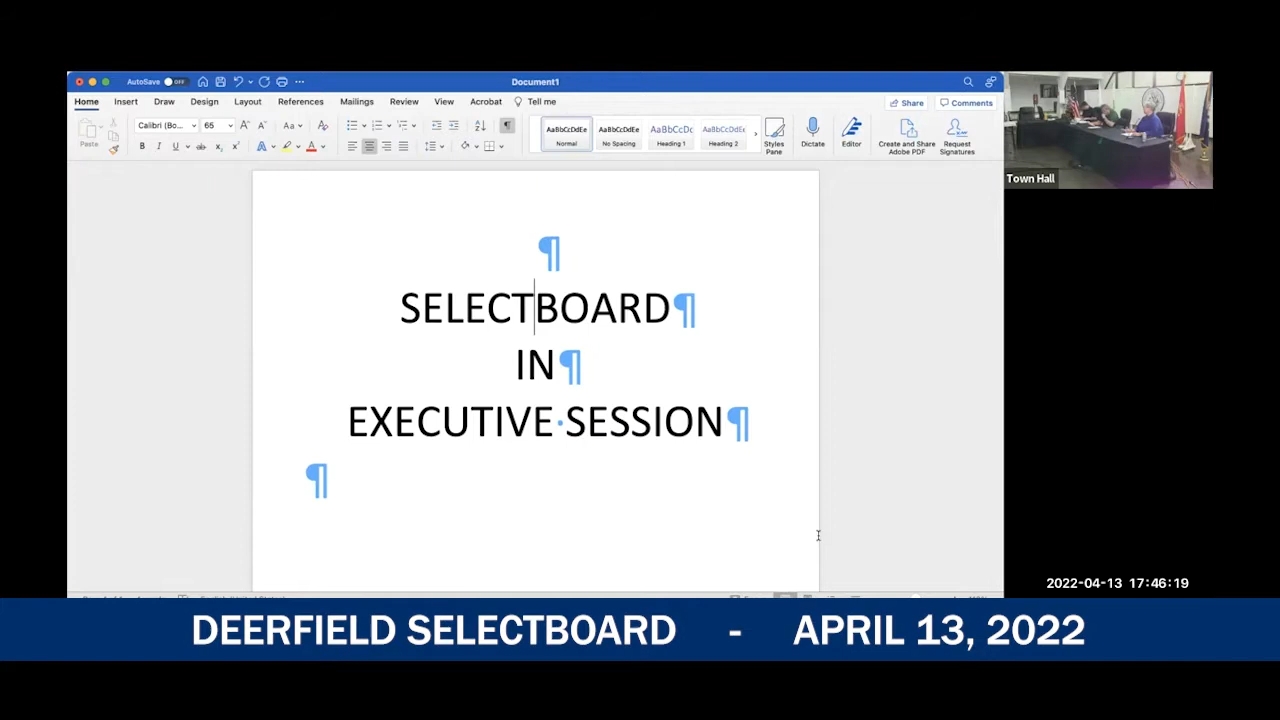 AutoSave OFF
Document1
Home Insert Draw Design Layout References Mailings Review View Acrobat Tell me
Share Comments
Paste
Calibri (Bo... 65
AaBbCcDdEe AaBbCcDdEe AaBbCcDc AaBbCcDdEe
Normal No Spacing Heading 1 Heading 2
Styles Pane
Dictate
Editor
Create and Share Adobe PDF
Request Signatures
Town Hall
¶
SELECTBOARD¶
IN¶
EXECUTIVE·SESSION¶
¶
2022-04-13 17:46:19
DEERFIELD SELECTBOARD - APRIL 13, 2022